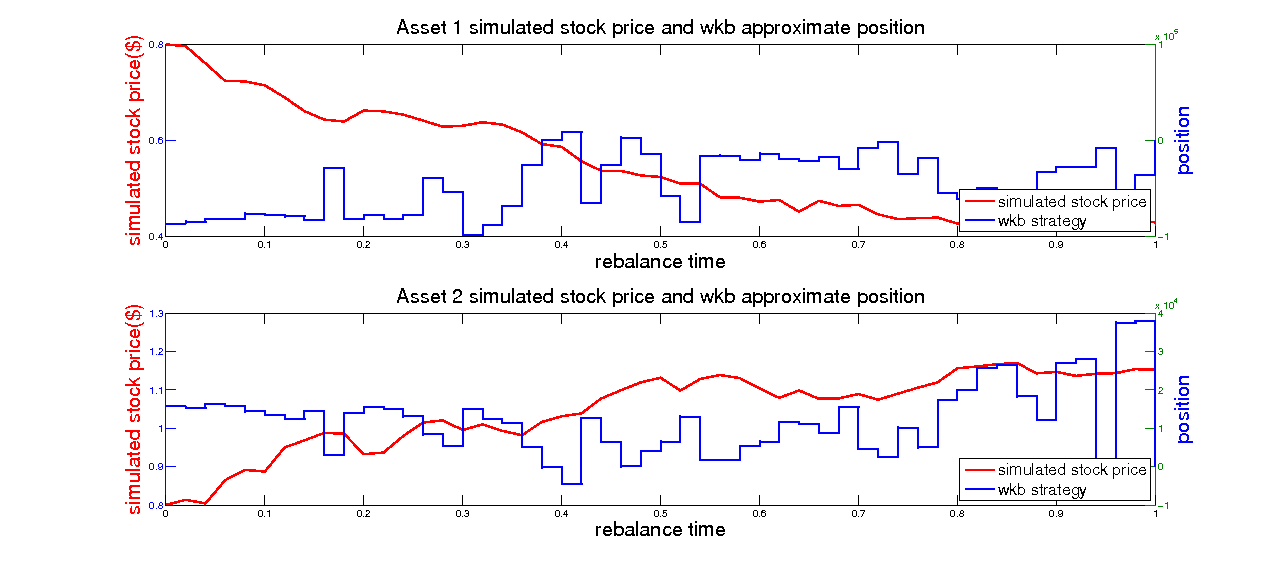 Asset 1 simulated stock price and wkb approximate position
x 10^5
simulated stock price($)
0.8
0.6
0.4
1
0
-1
position
simulated stock price
wkb strategy
0 0.1 0.2 0.3 0.4 0.5 0.6 0.7 0.8 0.9 1
rebalance time
Asset 2 simulated stock price and wkb approximate position
x 10^4
simulated stock price($)
1.3
1.2
1.1
1
0.9
0.8
4
3
2
1
0
-1
position
simulated stock price
wkb strategy
0 0.1 0.2 0.3 0.4 0.5 0.6 0.7 0.8 0.9 1
rebalance time